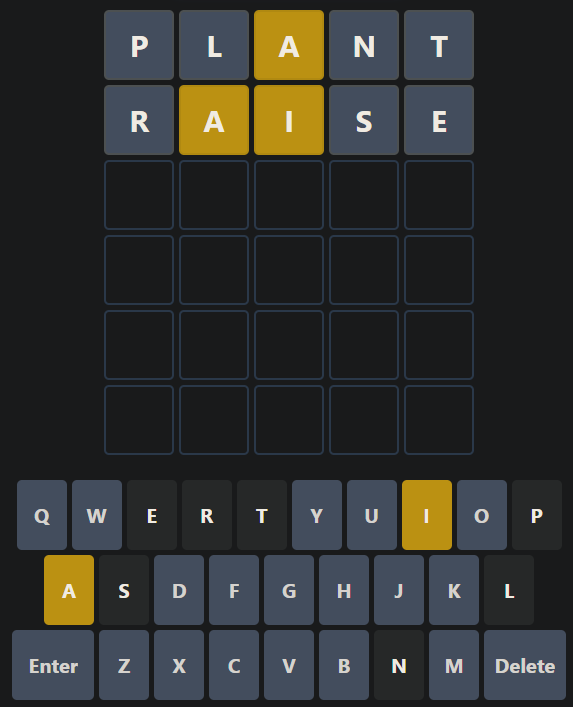 P L A N T
R A I S E
Q W E R T Y U I O P
A S D F G H J K L
Enter Z X C V B N M Delete